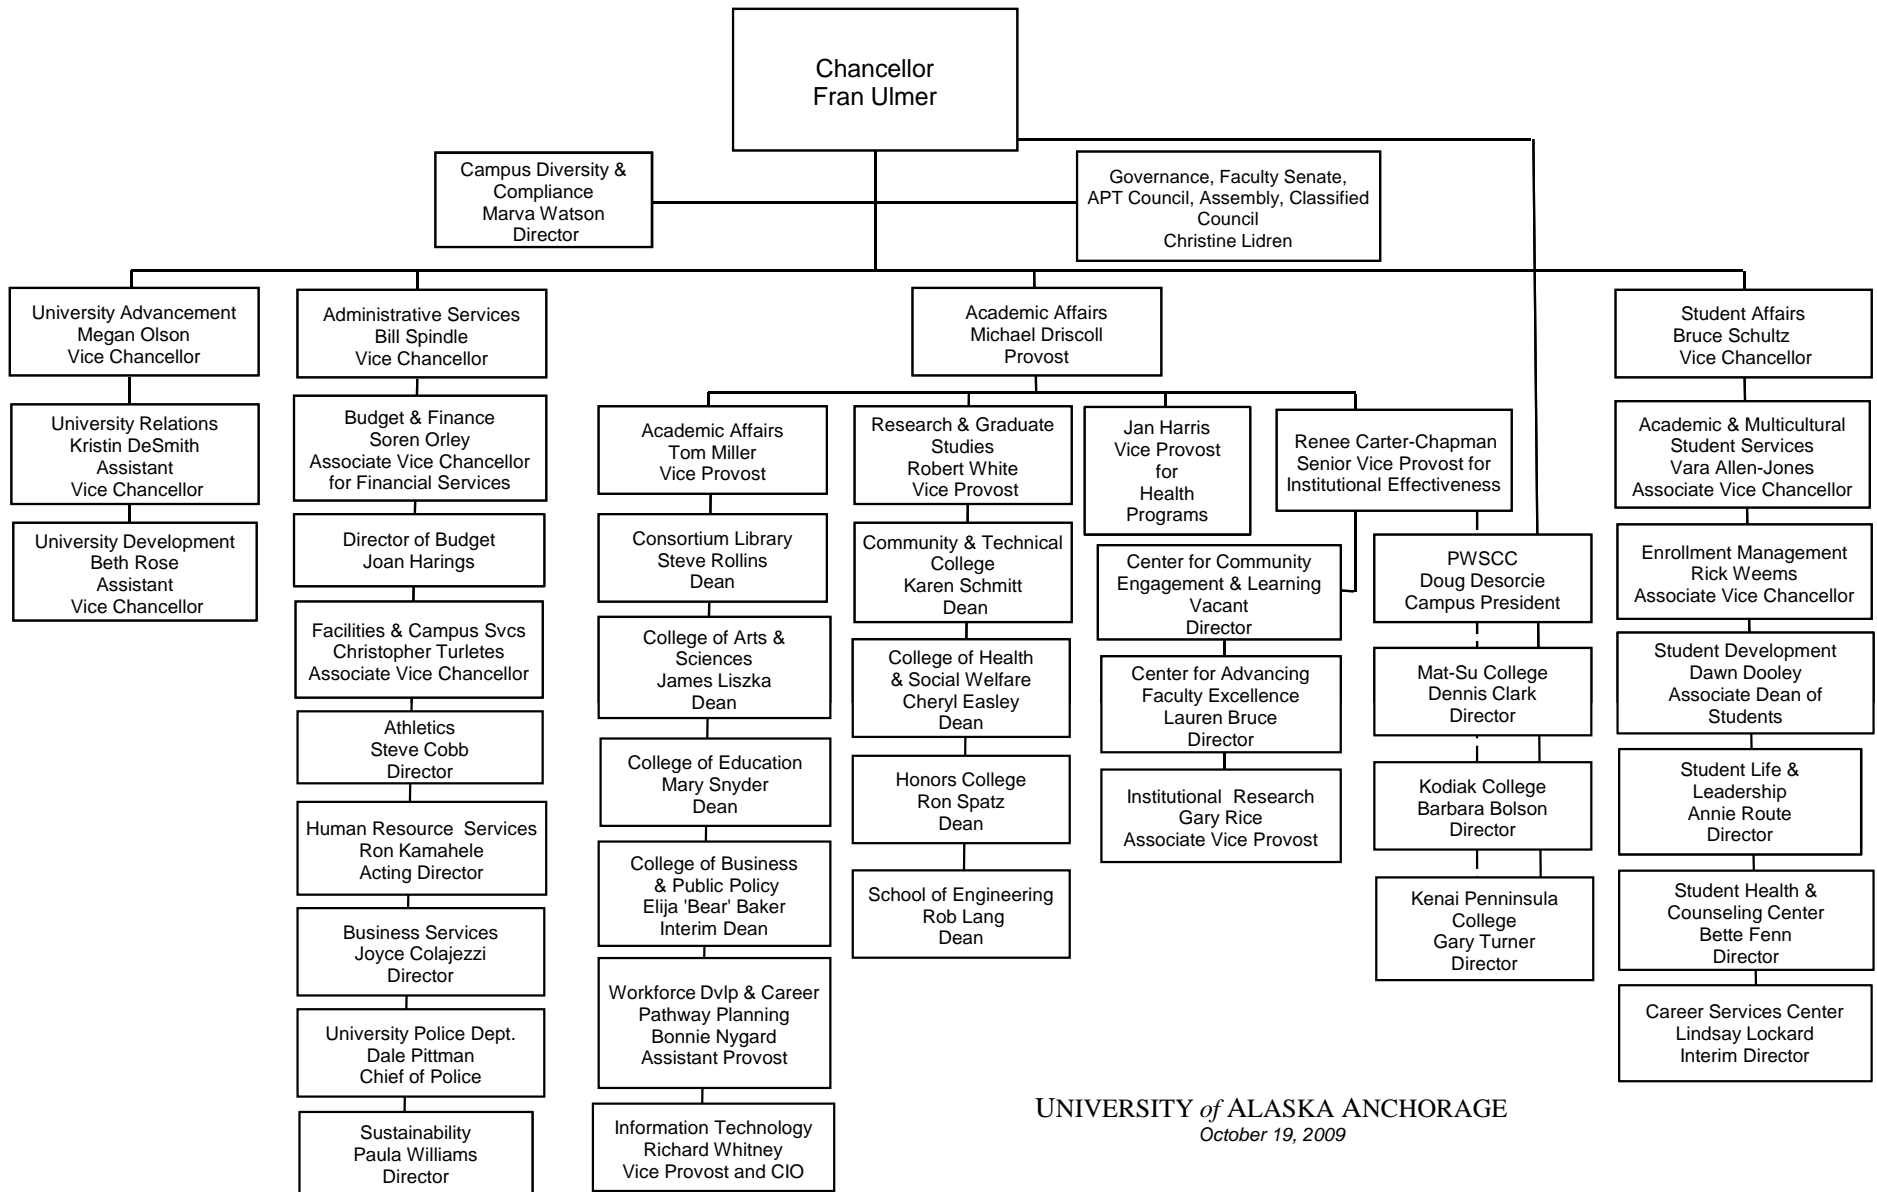 Chancellor
Fran Ulmer
Campus Diversity &
Compliance
Marva Watson
Director
Governance, Faculty Senate,
APT Council, Assembly, Classified
Council
Christine Lidren
University Advancement
Megan Olson
Vice Chancellor
University Relations
Kristin DeSmith
Assistant
Vice Chancellor
University Development
Beth Rose
Assistant
Vice Chancellor
Administrative Services
Bill Spindle
Vice Chancellor
Budget & Finance
Soren Orley
Associate Vice Chancellor
for Financial Services
Director of Budget
Joan Harings
Facilities & Campus Svcs
Christopher Turletes
Associate Vice Chancellor
Athletics
Steve Cobb
Director
Human Resource Services
Ron Kamahele
Acting Director
Business Services
Joyce Colajezzi
Director
University Police Dept.
Dale Pittman
Chief of Police
Sustainability
Paula Williams
Director
Academic Affairs
Michael Driscoll
Provost
Academic Affairs
Tom Miller
Vice Provost
Consortium Library
Steve Rollins
Dean
College of Arts &
Sciences
James Liszka
Dean
College of Education
Mary Snyder
Dean
College of Business
& Public Policy
Elija 'Bear' Baker
Interim Dean
Workforce Dvlp & Career
Pathway Planning
Bonnie Nygard
Assistant Provost
Information Technology
Richard Whitney
Vice Provost and CIO
Research & Graduate
Studies
Robert White
Vice Provost
Community & Technical
College
Karen Schmitt
Dean
College of Health
& Social Welfare
Cheryl Easley
Dean
Honors College
Ron Spatz
Dean
School of Engineering
Rob Lang
Dean
Jan Harris
Vice Provost
for
Health
Programs
Renee Carter-Chapman
Senior Vice Provost for
Institutional Effectiveness
Center for Community
Engagement & Learning
Vacant
Director
Center for Advancing
Faculty Excellence
Lauren Bruce
Director
Institutional Research
Gary Rice
Associate Vice Provost
PWSCC
Doug Desorcie
Campus President
Mat-Su College
Dennis Clark
Director
Kodiak College
Barbara Bolson
Director
Kenai Penninsula
College
Gary Turner
Director
Student Affairs
Bruce Schultz
Vice Chancellor
Academic & Multicultural
Student Services
Vara Allen-Jones
Associate Vice Chancellor
Enrollment Management
Rick Weems
Associate Vice Chancellor
Student Development
Dawn Dooley
Associate Dean of
Students
Student Life &
Leadership
Annie Route
Director
Student Health &
Counseling Center
Bette Fenn
Director
Career Services Center
Lindsay Lockard
Interim Director
UNIVERSITY of ALASKA ANCHORAGE
October 19, 2009